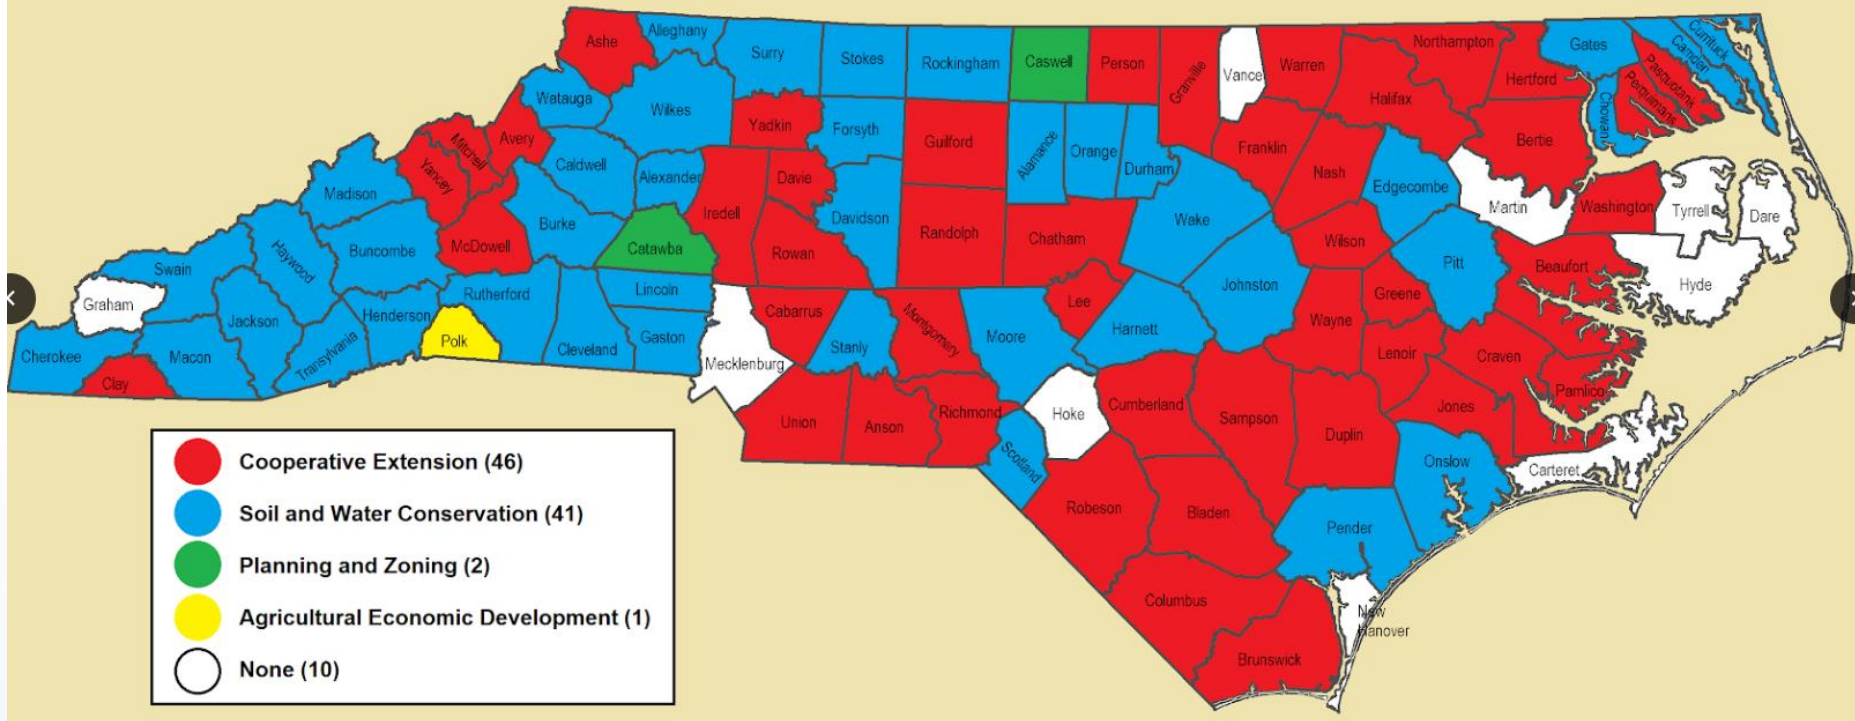 Ashe
Alleghany
Surry
Stokes
Rockingham
Caswell
Person
Granville
Vance
Warren
Northampton
Halifax
Hertford
Gates
Currituck
Camden
Pasquotank
Perquimans
Chowan
Watauga
Wilkes
Yadkin
Forsyth
Guilford
Alamance
Orange
Durham
Franklin
Nash
Edgecombe
Bertie
Martin
Washington
Tyrrell
Dare
Mitchell
Avery
Yancey
Caldwell
Alexander
Iredell
Davie
Davidson
Randolph
Chatham
Wake
Wilson
Pitt
Beaufort
Hyde
Madison
Buncombe
McDowell
Burke
Catawba
Rowan
Johnston
Greene
Swain
Haywood
Graham
Jackson
Henderson
Rutherford
Lincoln
Cabarrus
Montgomery
Moore
Lee
Harnett
Wayne
Lenoir
Craven
Pamlico
Cherokee
Clay
Macon
Transylvania
Polk
Cleveland
Gaston
Mecklenburg
Stanly
Union
Anson
Richmond
Scotland
Hoke
Cumberland
Sampson
Duplin
Jones
Onslow
Carteret
Robeson
Bladen
Pender
Columbus
Brunswick
New
Hanover
Cooperative Extension (46)
Soil and Water Conservation (41)
Planning and Zoning (2)
Agricultural Economic Development (1)
None (10)